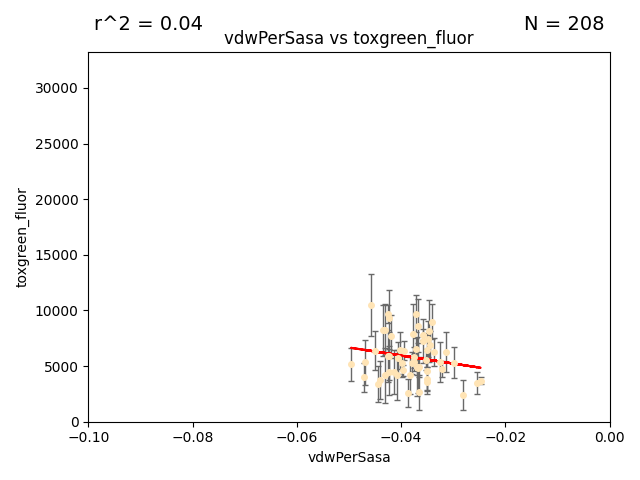 r^2 = 0.04
N = 208
vdwPerSasa vs toxgreen_fluor
30000
25000
20000
15000
10000
5000
0
toxgreen_fluor
−0.10
−0.08
−0.06
−0.04
−0.02
0.00
vdwPerSasa